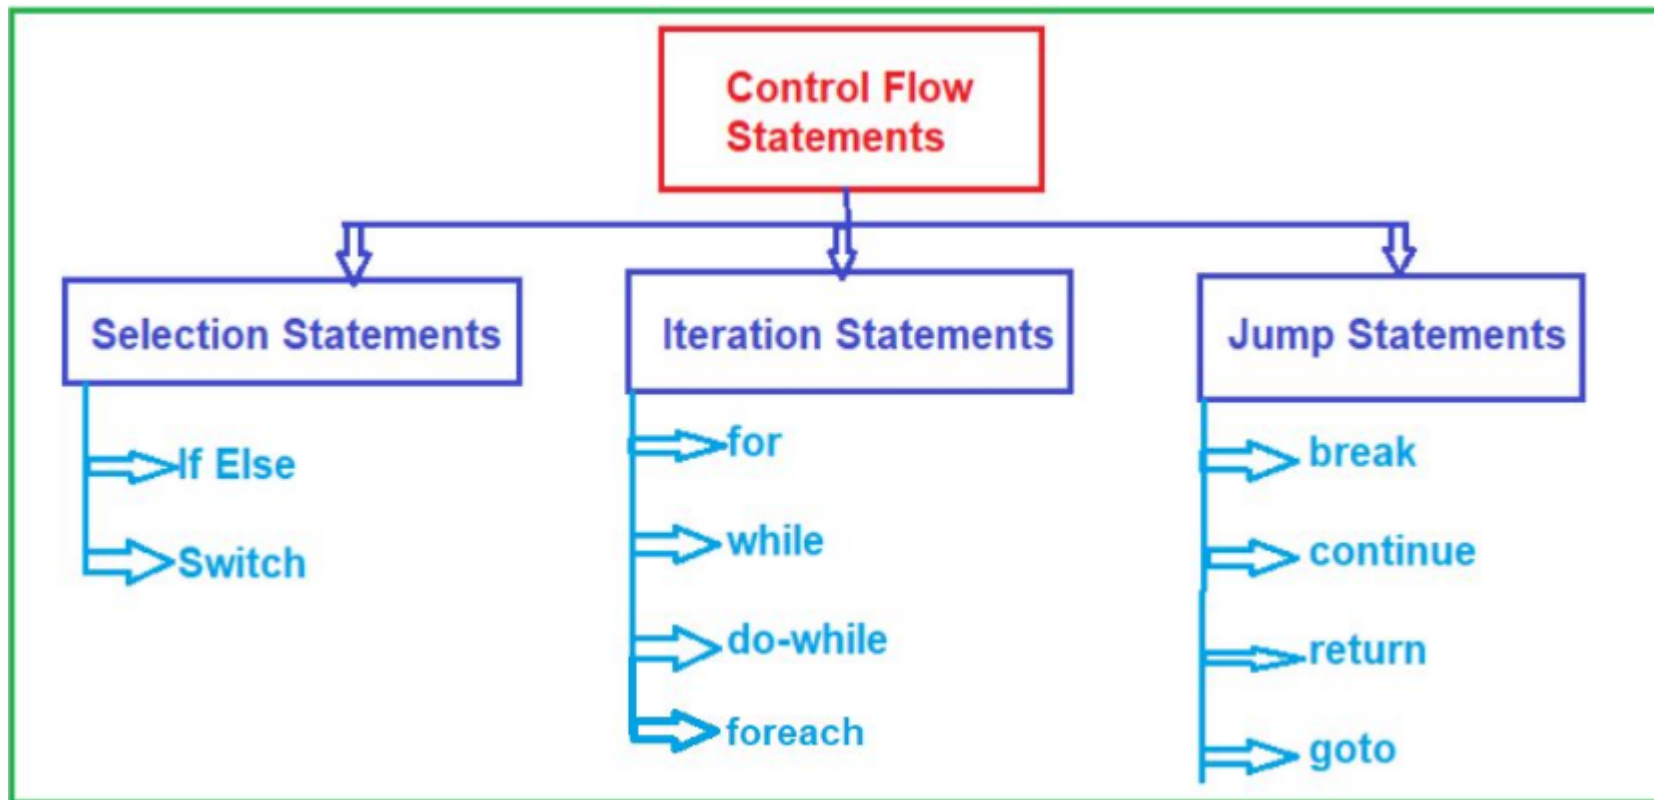 Control Flow
Statements
Selection Statements
If Else
Switch
Iteration Statements
for
while
do-while
foreach
Jump Statements
break
continue
return
goto